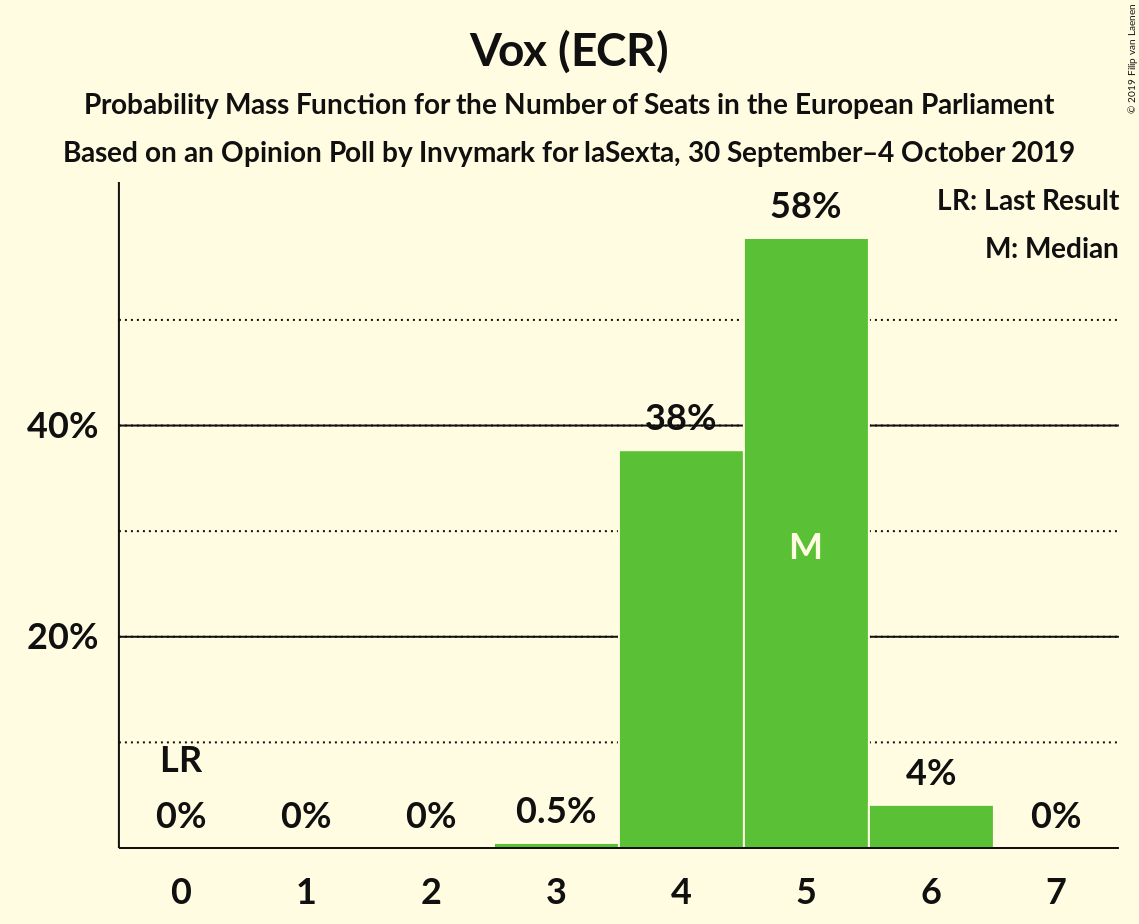 Vox (ECR)
Probability Mass Function for the Number of Seats in the European Parliament
Based on an Opinion Poll by Invymark for laSexta, 30 September–4 October 2019
© 2019 Filip van Laenen
LR: Last Result
M: Median
58%
38%
40%
M
20%
LR
4%
0%
0%
0%
0.5%
0%
0
1
2
3
4
5
6
7